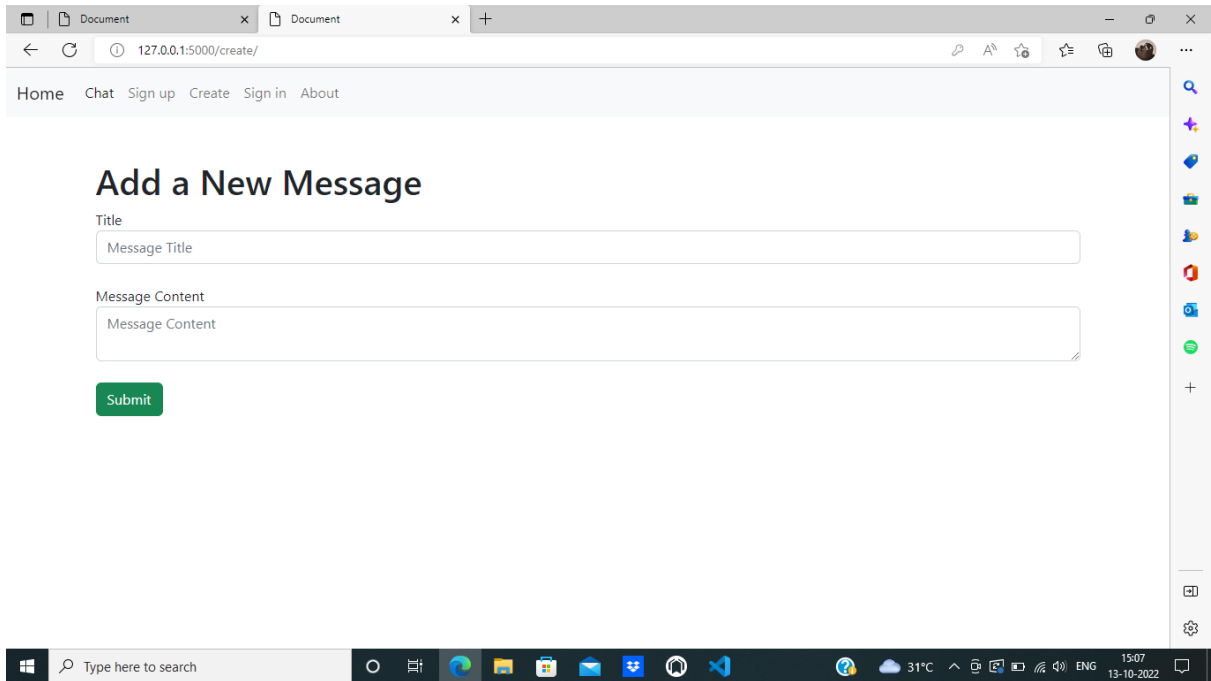 Document
Document
127.0.0.1:5000/create/
Home Chat Sign up Create Sign in About
Add a New Message
Title
Message Title
Message Content
Message Content
Submit
Type here to search
31°C
ENG
15:07
13-10-2022